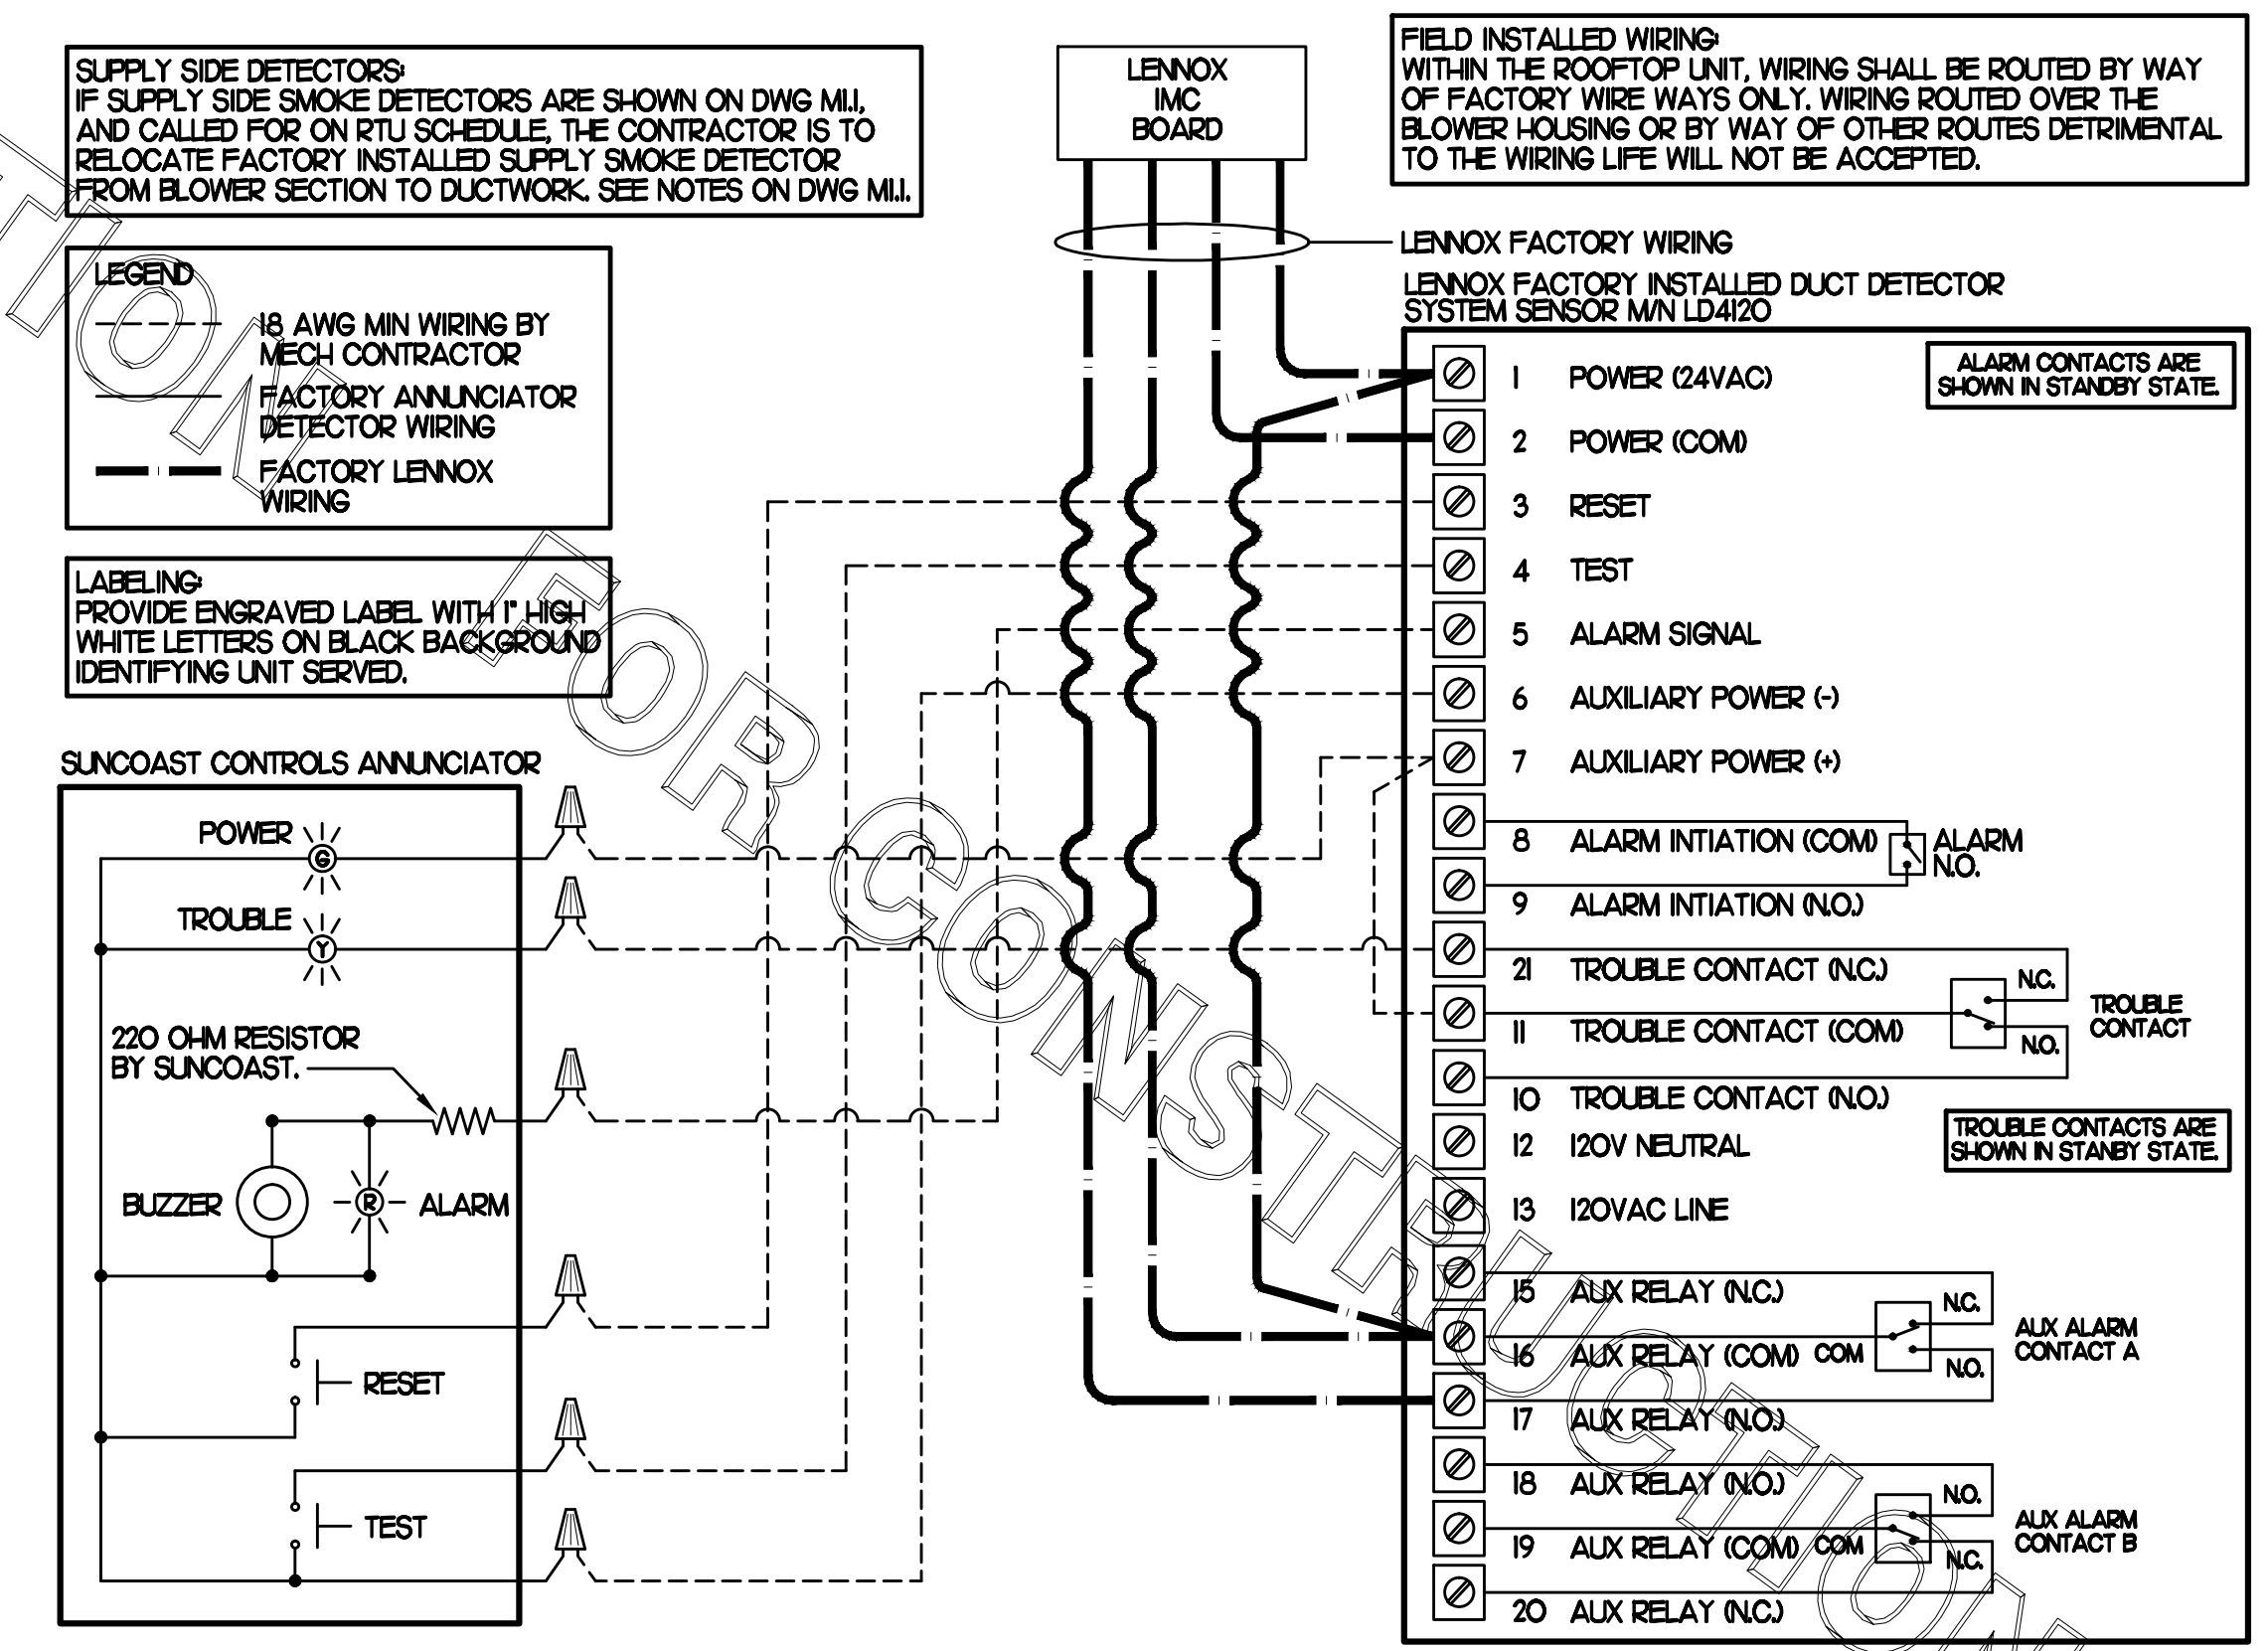 SUPPLY SIDE DETECTORS:
IF SUPPLY SIDE SMOKE DETECTORS ARE SHOWN ON DWG M1.1,
AND CALLED FOR ON RTU SCHEDULE, THE CONTRACTOR IS TO
RELOCATE FACTORY INSTALLED SUPPLY SMOKE DETECTOR
FROM BLOWER SECTION TO DUCTWORK. SEE NOTES ON DWG M1.1.
LEGEND
18 AWG MIN WIRING BY
MECH CONTRACTOR
FACTORY ANNUNCIATOR
DETECTOR WIRING
FACTORY LENNOX
WIRING
LABELING:
PROVIDE ENGRAVED LABEL WITH 1" HIGH
WHITE LETTERS ON BLACK BACKGROUND
IDENTIFYING UNIT SERVED.
LENNOX
IMC
BOARD
FIELD INSTALLED WIRING:
WITHIN THE ROOFTOP UNIT, WIRING SHALL BE ROUTED BY WAY
OF FACTORY WIRE WAYS ONLY. WIRING ROUTED OVER THE
BLOWER HOUSING OR BY WAY OF OTHER ROUTES DETRIMENTAL
TO THE WIRING LIFE WILL NOT BE ACCEPTED.
LENNOX FACTORY WIRING
LENNOX FACTORY INSTALLED DUCT DETECTOR
SYSTEM SENSOR M/N LD4120
ALARM CONTACTS ARE
SHOWN IN STANDBY STATE.
1 POWER (24VAC)
2 POWER (COM)
3 RESET
4 TEST
5 ALARM SIGNAL
6 AUXILIARY POWER (-)
7 AUXILIARY POWER (+)
8 ALARM INTIATION (COM)
ALARM
N.O.
9 ALARM INTIATION (N.O.)
21 TROUBLE CONTACT (N.C.)
N.C.
TROUBLE
CONTACT
11 TROUBLE CONTACT (COM)
N.O.
10 TROUBLE CONTACT (N.O.)
TROUBLE CONTACTS ARE
SHOWN IN STANBY STATE.
12 120V NEUTRAL
13 120VAC LINE
15 AUX RELAY (N.C.)
N.C.
AUX ALARM
CONTACT A
16 AUX RELAY (COM) COM
N.O.
17 AUX RELAY (N.O.)
18 AUX RELAY (N.O.)
N.O.
AUX ALARM
CONTACT B
19 AUX RELAY (COM) COM
N.C.
20 AUX RELAY (N.C.)
SUNCOAST CONTROLS ANNUNCIATOR
POWER
G
TROUBLE
Y
220 OHM RESISTOR
BY SUNCOAST.
BUZZER
R
ALARM
RESET
TEST
FOR CONSTRUCTION